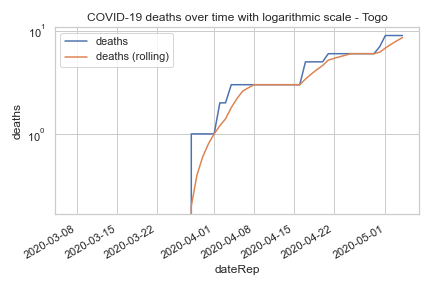 COVID-19 deaths over time with logarithmic scale - Togo
10¹
deaths
deaths (rolling)
10⁰
deaths
2020-03-08
2020-03-15
2020-03-22
2020-04-01
2020-04-08
2020-04-15
2020-04-22
2020-05-01
dateRep